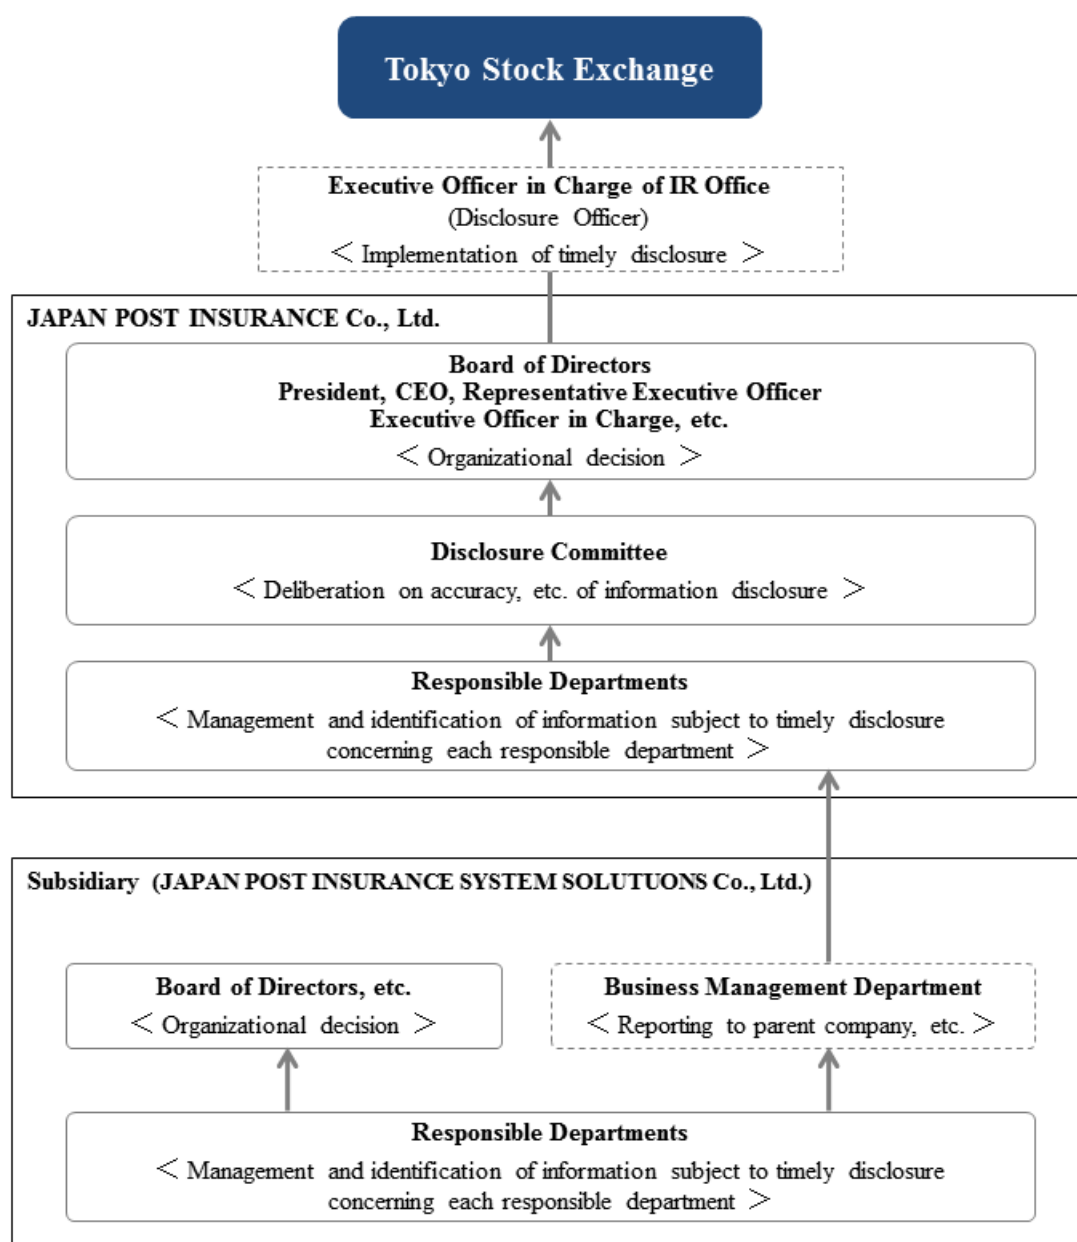 Tokyo Stock Exchange
Executive Officer in Charge of IR Office
(Disclosure Officer)
＜ Implementation of timely disclosure ＞
JAPAN POST INSURANCE Co., Ltd.
Board of Directors
President, CEO, Representative Executive Officer
Executive Officer in Charge, etc.
＜ Organizational decision ＞
Disclosure Committee
＜ Deliberation on accuracy, etc. of information disclosure ＞
Responsible Departments
＜ Management and identification of information subject to timely disclosure
concerning each responsible department ＞
Subsidiary (JAPAN POST INSURANCE SYSTEM SOLUTUONS Co., Ltd.)
Board of Directors, etc.
＜ Organizational decision ＞
Business Management Department
＜ Reporting to parent company, etc. ＞
Responsible Departments
＜ Management and identification of information subject to timely disclosure
concerning each responsible department ＞